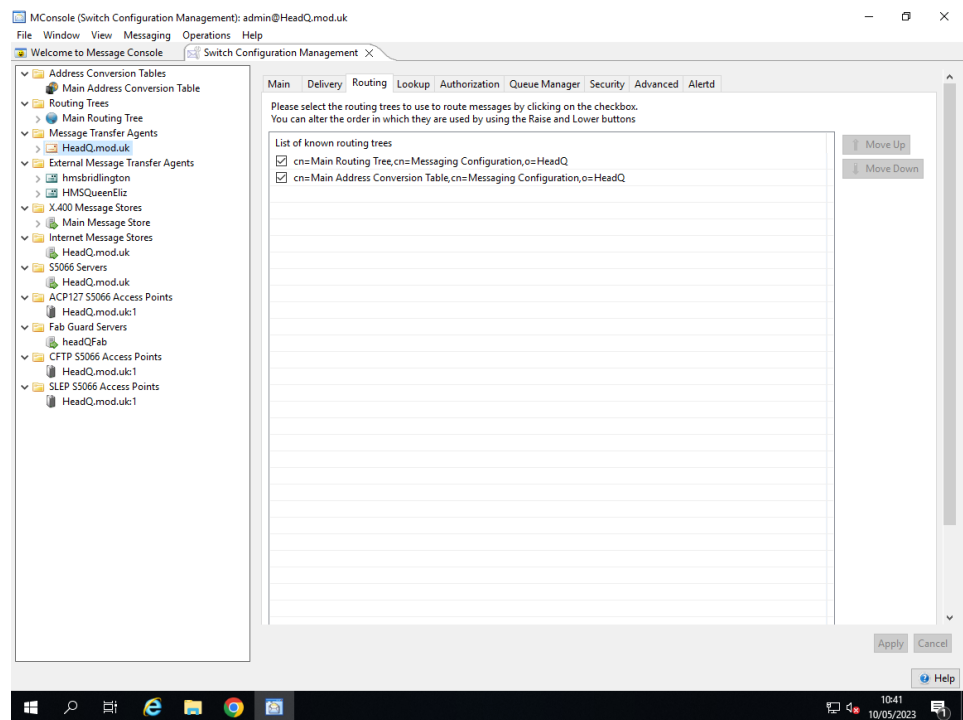 MConsole (Switch Configuration Management): admin@HeadQ.mod.uk
File Window View Messaging Operations Help
Welcome to Message Console Switch Configuration Management
Address Conversion Tables
Main Address Conversion Table
Routing Trees
Main Routing Tree
Message Transfer Agents
HeadQ.mod.uk
External Message Transfer Agents
hmsbridlington
HMSQueenEliz
X.400 Message Stores
Main Message Store
Internet Message Stores
HeadQ.mod.uk
S5066 Servers
HeadQ.mod.uk
ACP127 S5066 Access Points
HeadQ.mod.uk:1
Fab Guard Servers
headQFab
CFTP S5066 Access Points
HeadQ.mod.uk:1
SLEP S5066 Access Points
HeadQ.mod.uk:1
Main Delivery Routing Lookup Authorization Queue Manager Security Advanced Alertd
Please select the routing trees to use to route messages by clicking on the checkbox.
You can alter the order in which they are used by using the Raise and Lower buttons
List of known routing trees
cn=Main Routing Tree,cn=Messaging Configuration,o=HeadQ
cn=Main Address Conversion Table,cn=Messaging Configuration,o=HeadQ
Move Up
Move Down
Apply Cancel
Help
10:41
10/05/2023
1